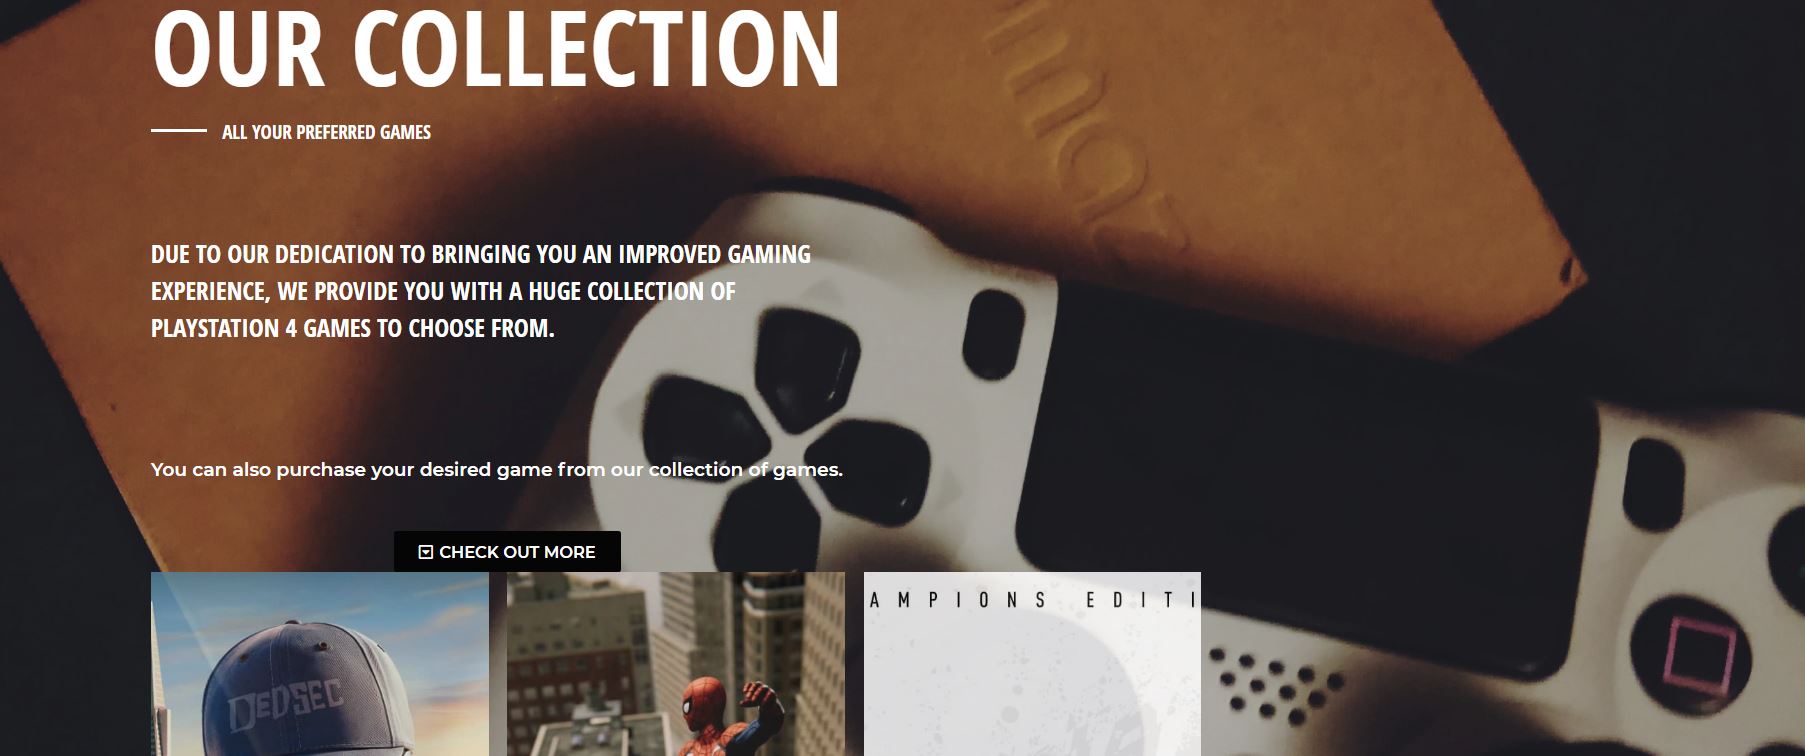 OUR COLLECTION
ALL YOUR PREFERRED GAMES
DUE TO OUR DEDICATION TO BRINGING YOU AN IMPROVED GAMING
EXPERIENCE, WE PROVIDE YOU WITH A HUGE COLLECTION OF
PLAYSTATION 4 GAMES TO CHOOSE FROM.
You can also purchase your desired game from our collection of games.
CHECK OUT MORE
AMPIONS EDITI
DEDSEC